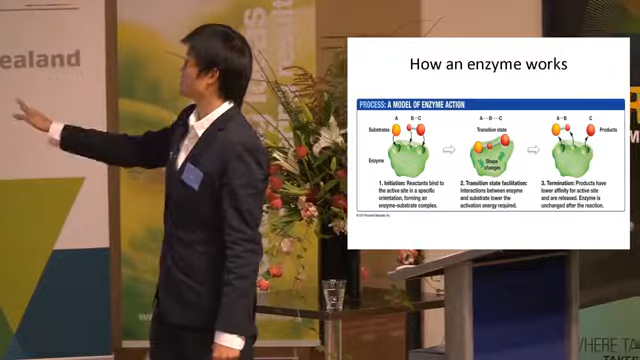 ealand
How an enzyme works
PROCESS: A MODEL OF ENZYME ACTION
A B–C
A---B---C
A–B C
Substrates
Transition state
Products
Enzyme
Shape
changes
1. Initiation: Reactants bind to
the active site in a specific
orientation, forming an
enzyme-substrate complex.
2. Transition state facilitation:
Interactions between enzyme
and substrate lower the
activation energy required.
3. Termination: Products have
lower affinity for active site
and are released. Enzyme is
unchanged after the reaction.
WHERE TA